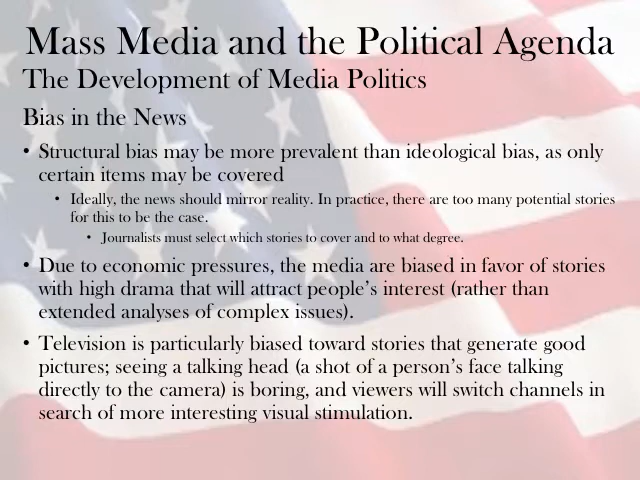 Mass Media and the Political Agenda
The Development of Media Politics
Bias in the News
• Structural bias may be more prevalent than ideological bias, as only
certain items may be covered
• Ideally, the news should mirror reality. In practice, there are too many potential stories
for this to be the case.
• Journalists must select which stories to cover and to what degree.
• Due to economic pressures, the media are biased in favor of stories
with high drama that will attract people’s interest (rather than
extended analyses of complex issues).
• Television is particularly biased toward stories that generate good
pictures; seeing a talking head (a shot of a person’s face talking
directly to the camera) is boring, and viewers will switch channels in
search of more interesting visual stimulation.